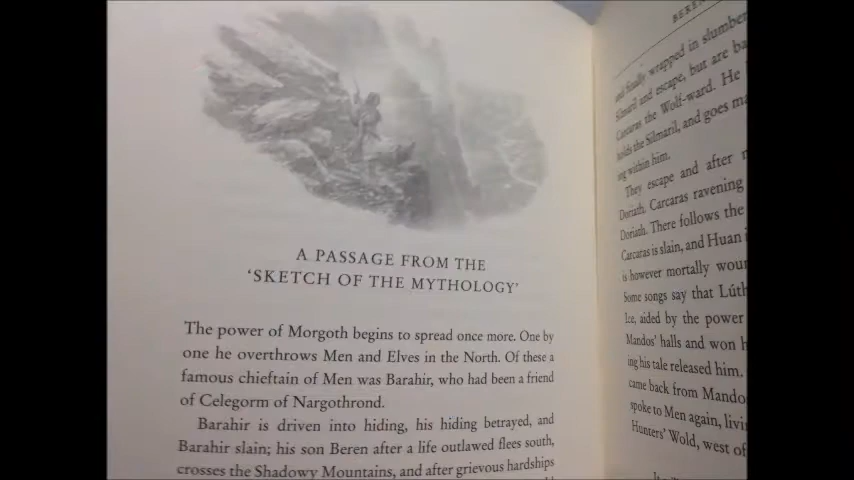 A PASSAGE FROM THE
‘SKETCH OF THE MYTHOLOGY’
The power of Morgoth begins to spread once more. One by
one he overthrows Men and Elves in the North. Of these a
famous chieftain of Men was Barahir, who had been a friend
of Celegorm of Nargothrond.
Barahir is driven into hiding, his hiding betrayed, and
Barahir slain; his son Beren after a life outlawed flees south,
crosses the Shadowy Mountains, and after grievous hardships
BEREN
and finally wrapped in slumber
Silmaril and escape, but are ba
Carcaras the Wolf-ward. He
holds the Silmaril, and goes ma
ing within him.
They escape and after
Doriath. Carcaras ravening
Doriath. There follows the
Carcaras is slain, and Huan
is however mortally wou
Some songs say that Lúth
Ice, aided by the power
Mandos’ halls and won h
ing his tale released him.
came back from Mando
spoke to Men again, livi
Hunters’ Wold, west of